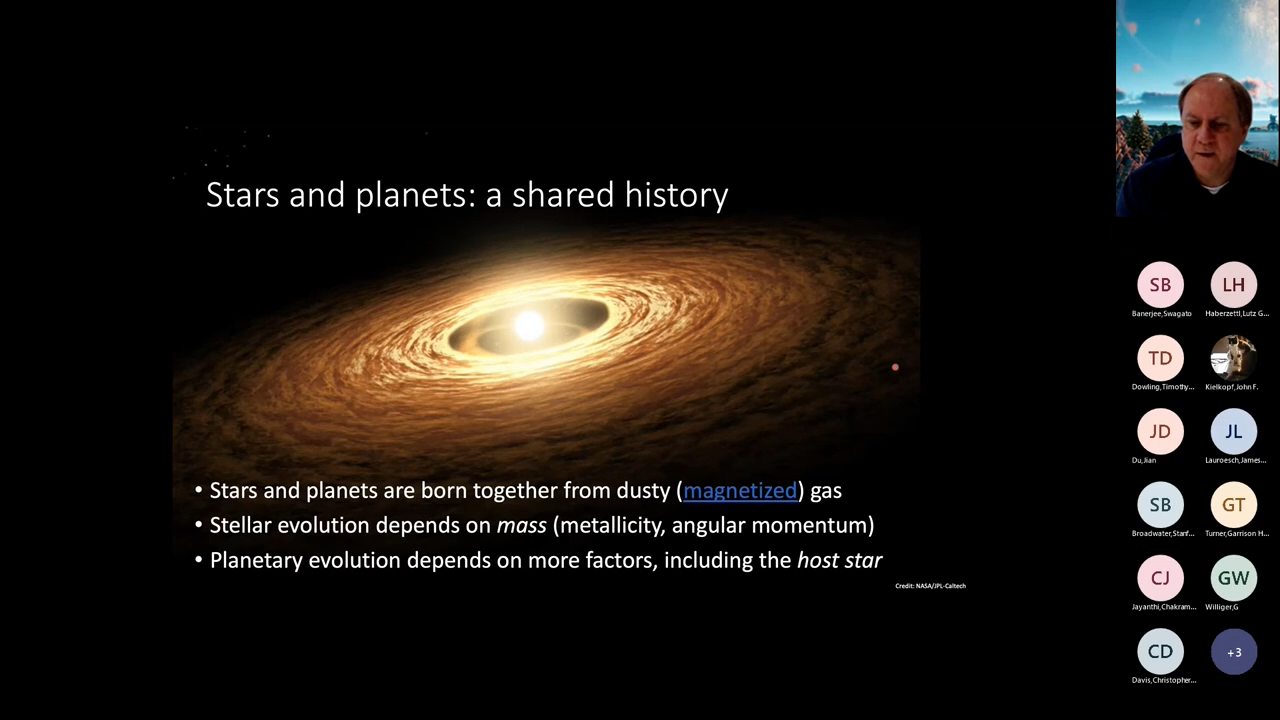 Stars and planets: a shared history
• Stars and planets are born together from dusty (magnetized) gas
• Stellar evolution depends on mass (metallicity, angular momentum)
• Planetary evolution depends on more factors, including the host star
Credit: NASA/JPL-Caltech
SB
LH
Banerjee,Swagato
Haberzettl,Lutz G...
TD
Dowling,Timothy...
Kielkopf,John F.
JD
JL
Du,Jian
Lauroesch,James...
SB
GT
Broadwater,Stanf...
Turner,Garrison H...
CJ
GW
Jayanthi,Chakram...
Williger,G
CD
+3
Davis,Christopher...